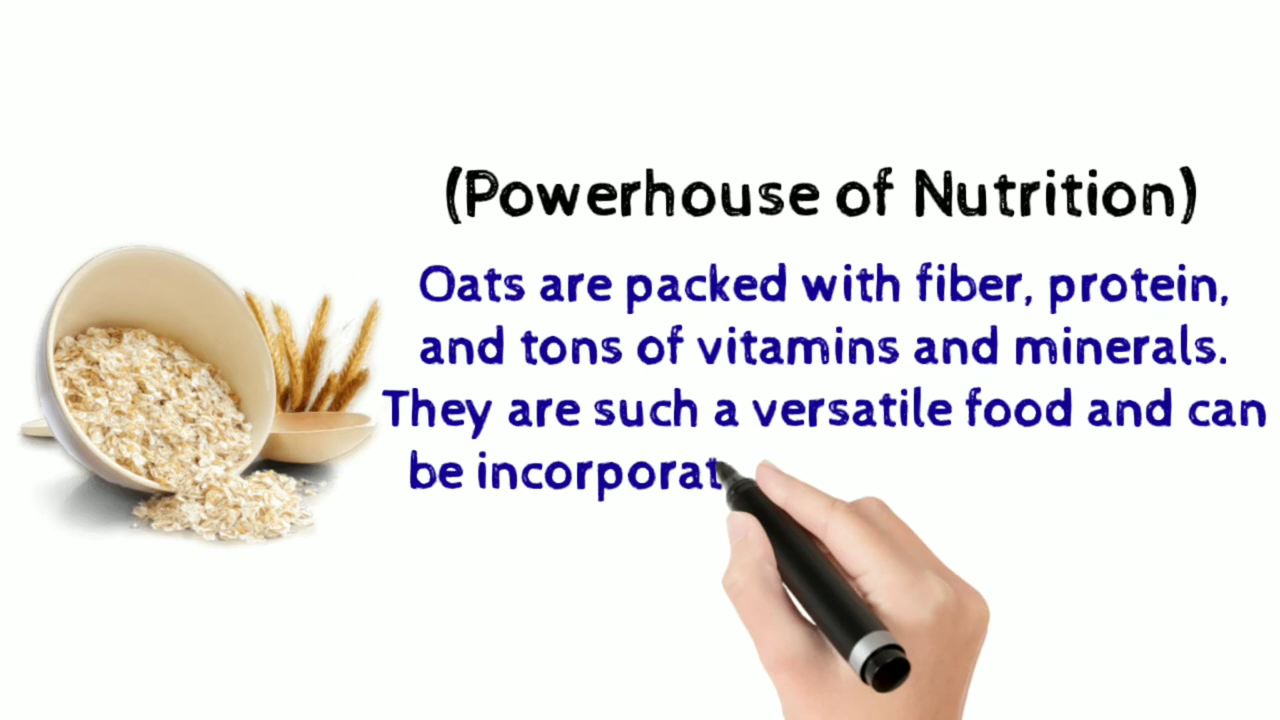 (Powerhouse of Nutrition)
Oats are packed with fiber, protein,
and tons of vitamins and minerals.
They are such a versatile food and can
be incorporat